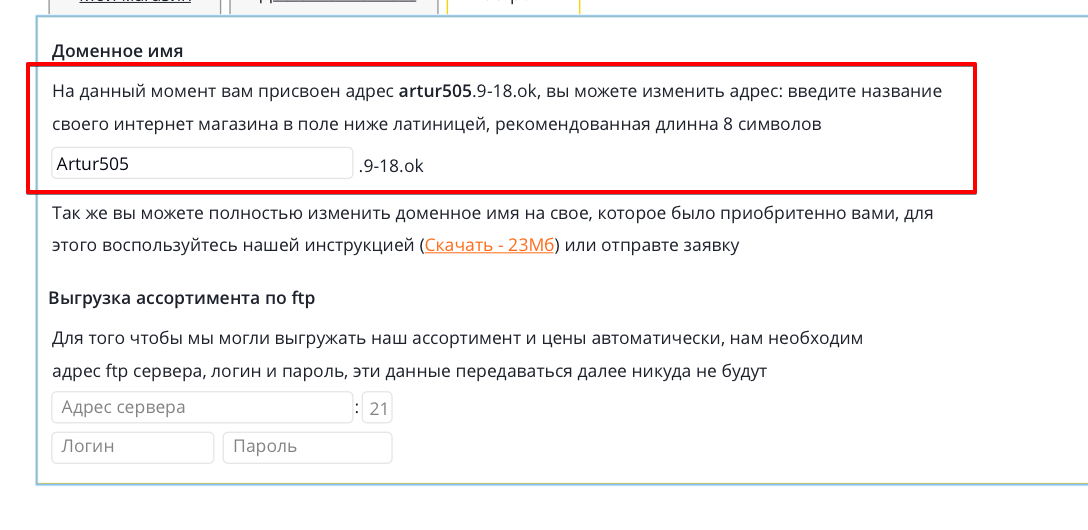 Доменное имя
На данный момент вам присвоен адрес artur505.9-18.ok, вы можете изменить адрес: введите название
своего интернет магазина в поле ниже латиницей, рекомендованная длинна 8 символов
Artur505 .9-18.ok
Так же вы можете полностью изменить доменное имя на свое, которое было приобритенно вами, для
этого воспользуйтесь нашей инструкцией (Скачать - 23Мб) или отправте заявку
Выгрузка ассортимента по ftp
Для того чтобы мы могли выгружать наш ассортимент и цены автоматически, нам необходим
адрес ftp сервера, логин и пароль, эти данные передаваться далее никуда не будут
Адрес сервера : 21
Логин Пароль